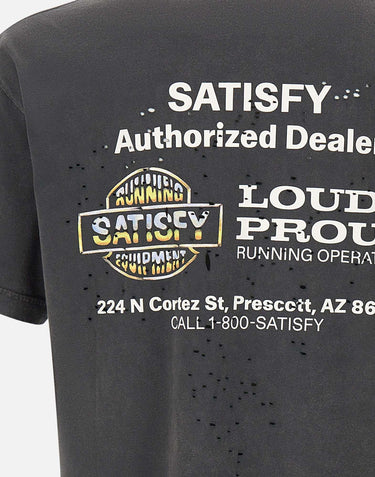 SATISFY
Authorized Dealer
RUNNING
SATISFY
EQUIPMENT
LOUD
PROU
RUNNING OPERAT
224 N Cortez St, Prescott, AZ 86
CALL 1-800-SATISFY